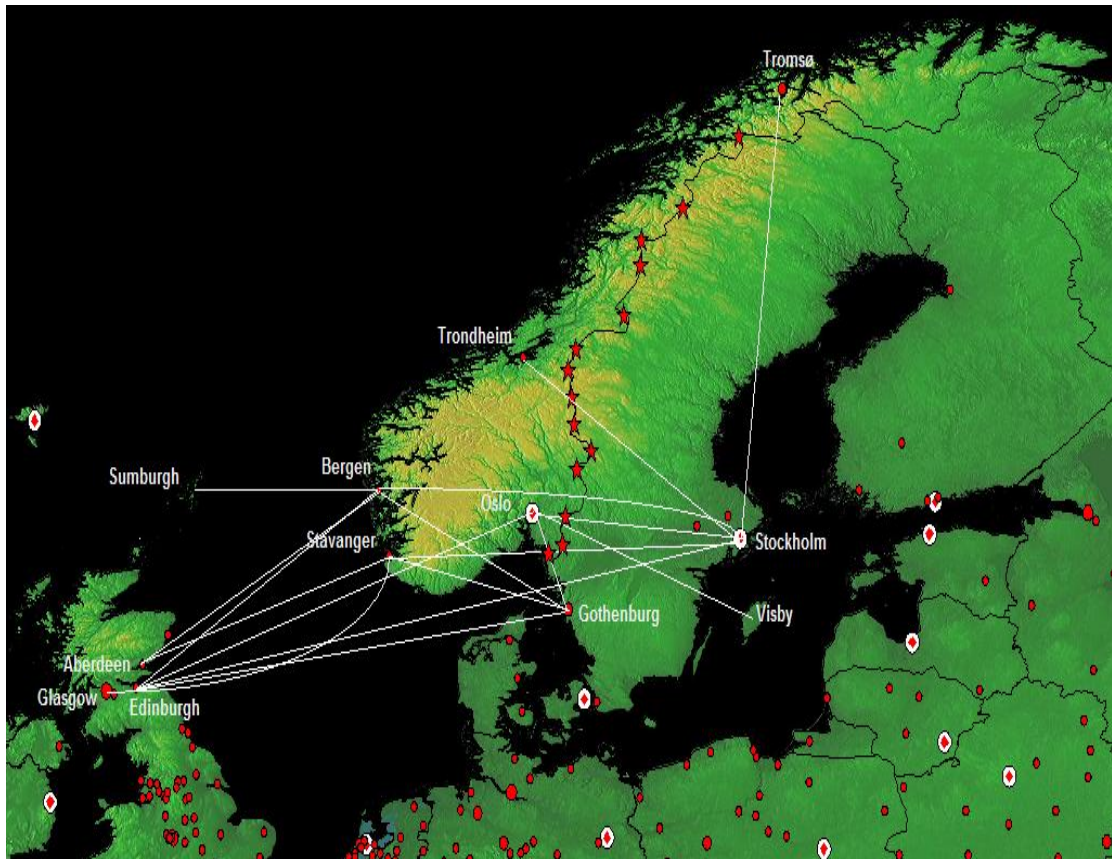 Tromsø
Trondheim
Bergen
Sumburgh
Oslo
Stavanger
Stockholm
Gothenburg
Visby
Aberdeen
Glasgow
Edinburgh